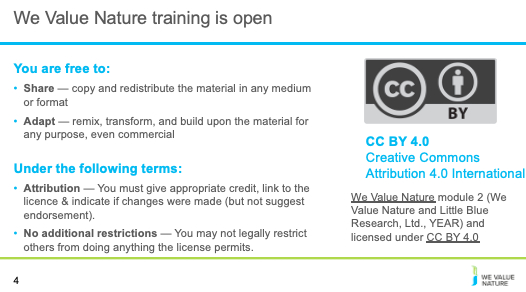 We Value Nature training is open
You are free to:
• Share — copy and redistribute the material in any medium
or format
• Adapt — remix, transform, and build upon the material for
any purpose, even commercial
Under the following terms:
• Attribution — You must give appropriate credit, link to the
licence & indicate if changes were made (but not suggest
endorsement).
• No additional restrictions — You may not legally restrict
others from doing anything the license permits.
CC
BY
CC BY 4.0
Creative Commons
Attribution 4.0 International
We Value Nature module 2 (We
Value Nature and Little Blue
Research, Ltd., YEAR) and
licensed under CC BY 4.0
4
WE VALUE
NATURE